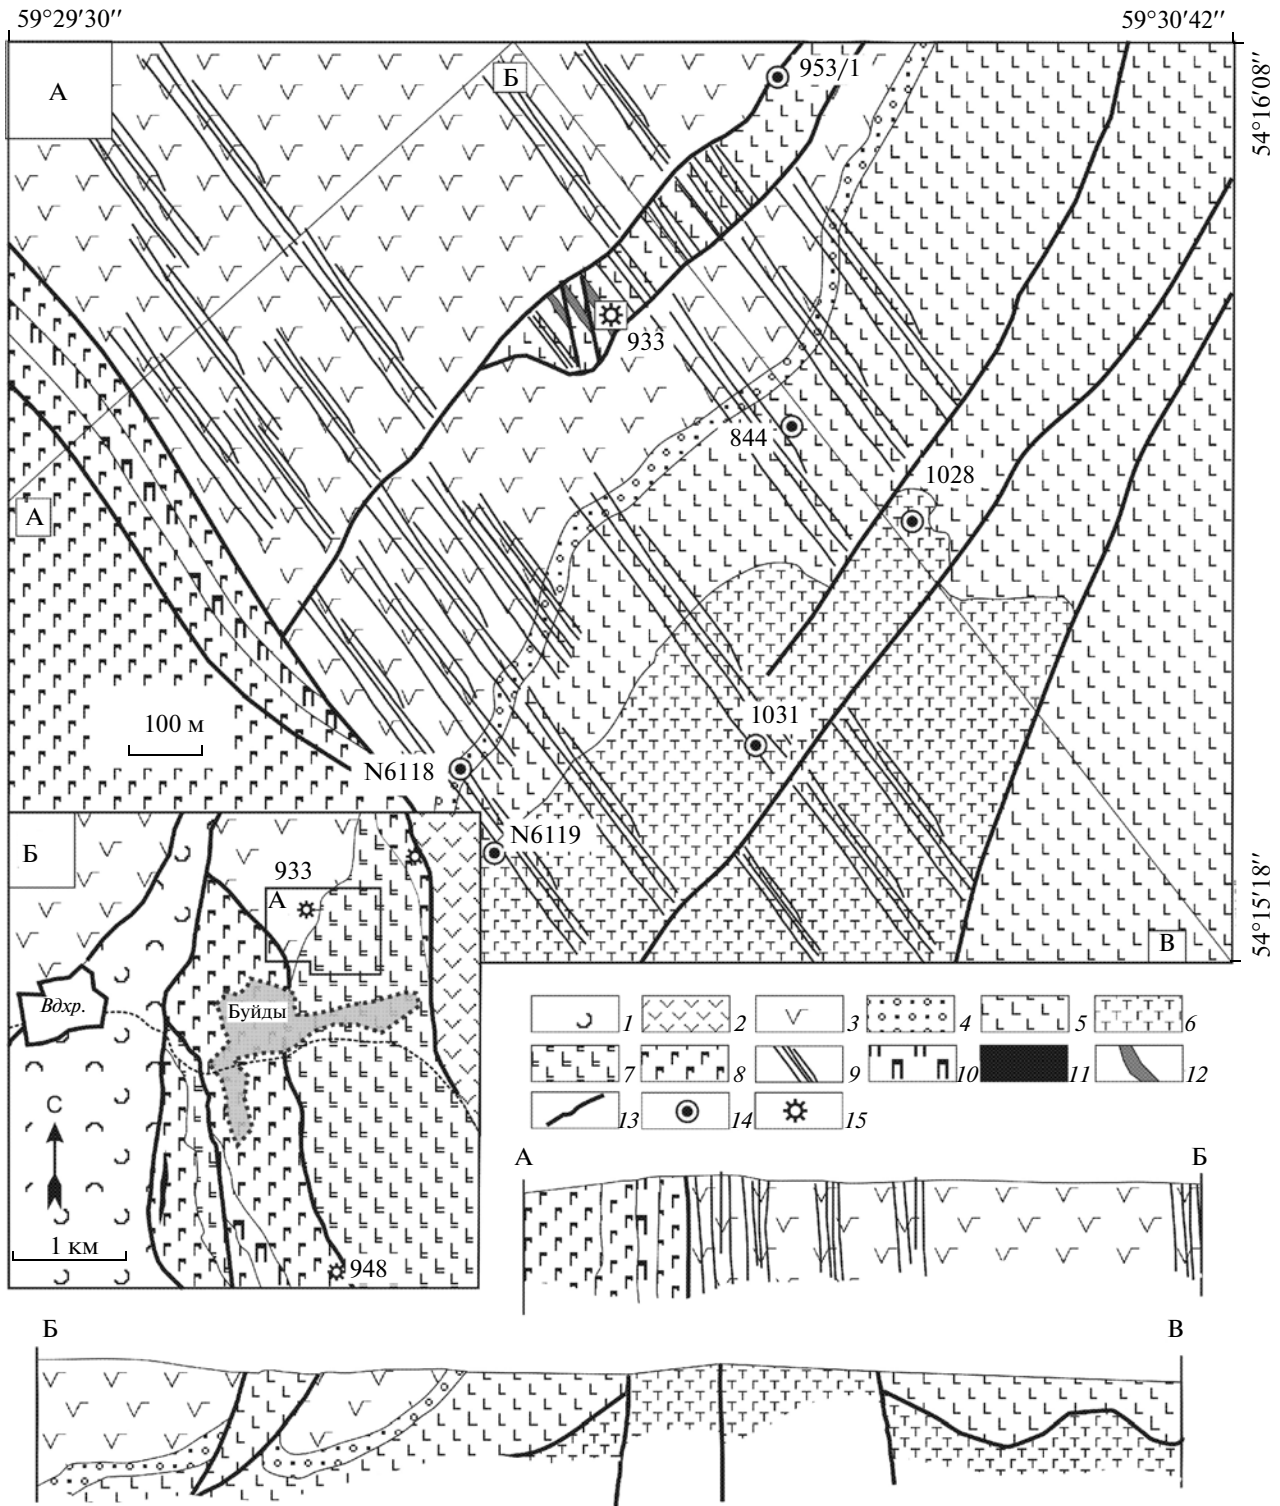 59°29′30″
59°30′42″
А
Б
953/1
54°16′08″
933
844
1028
А
100 м
1031
N6118
N6119
Б
933
А
В
54°15′18″
Вдхр.
Буйды
С
1 км
948
1 2 3 4 5 6
7 8 9 10 11 12
13 14 15
А
Б
Б
В